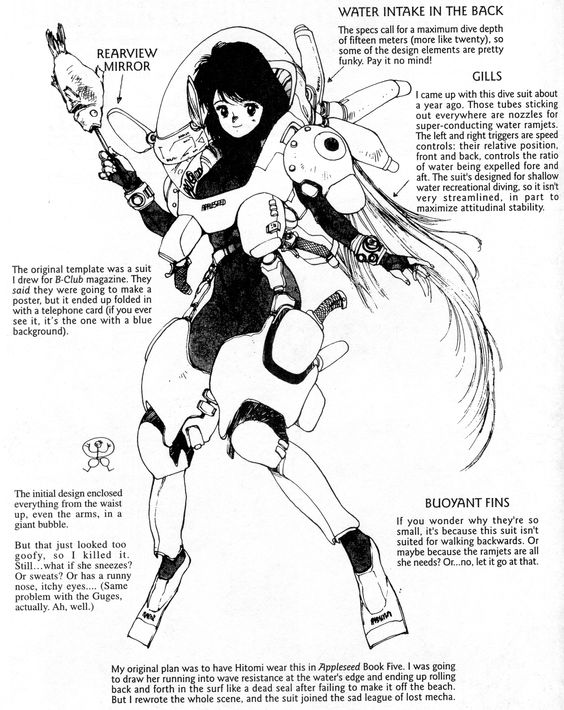 WATER INTAKE IN THE BACK
The specs call for a maximum dive depth
of fifteen meters (more like twenty), so
some of the design elements are pretty
funky. Pay it no mind!
REARVIEW
MIRROR
GILLS
I came up with this dive suit about
a year ago. Those tubes sticking
out everywhere are nozzles for
super-conducting water ramjets.
The left and right triggers are speed
controls: their relative position,
front and back, controls the ratio
of water being expelled fore and
aft. The suit's designed for shallow
water recreational diving, so it isn't
very streamlined, in part to
maximize attitudinal stability.
APPLESEED
The original template was a suit
I drew for B-Club magazine. They
said they were going to make a
poster, but it ended up folded in
with a telephone card (if you ever
see it, it's the one with a blue
background).
The initial design enclosed
everything from the waist
up, even the arms, in a
giant bubble.
But that just looked too
goofy, so I killed it.
Still...what if she sneezes?
Or sweats? Or has a runny
nose, itchy eyes.... (Same
problem with the Guges,
actually. Ah, well.)
BUOYANT FINS
If you wonder why they're so
small, it's because this suit isn't
suited for walking backwards. Or
maybe because the ramjets are all
she needs? Or...no, let it go at that.
My original plan was to have Hitomi wear this in Appleseed Book Five. I was going
to draw her running into wave resistance at the water's edge and ending up rolling
back and forth in the surf like a dead seal after failing to make it off the beach.
But I rewrote the whole scene, and the suit joined the sad league of lost mecha.